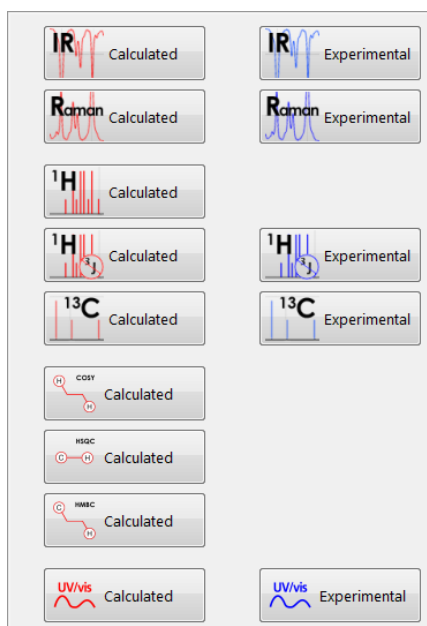 IR Calculated IR Experimental
Raman Calculated Raman Experimental
¹H Calculated
¹H ³J Calculated ¹H ³J Experimental
¹³C Calculated ¹³C Experimental
H COSY H Calculated
HSQC C H Calculated
C HMBC H Calculated
UV/vis Calculated UV/vis Experimental